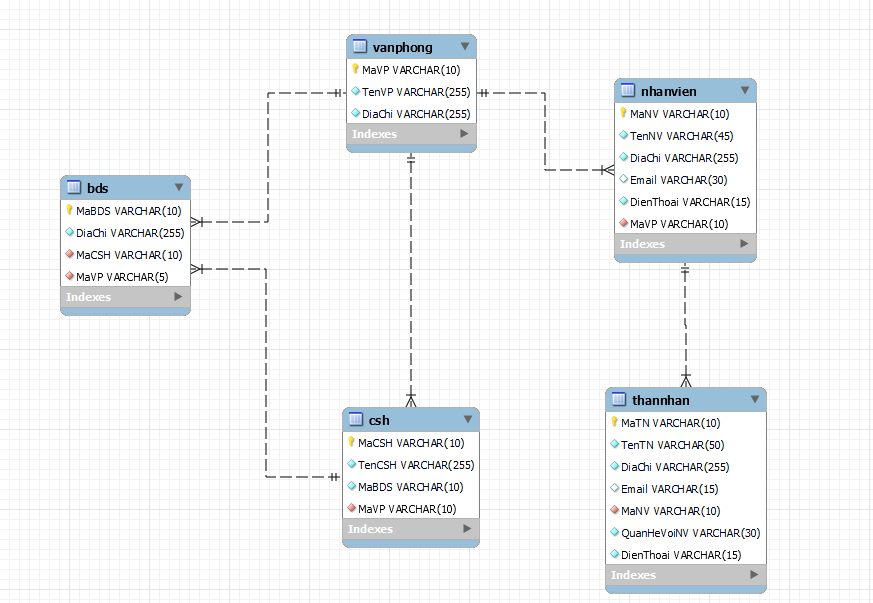 vanphong
MaVP VARCHAR(10)
TenVP VARCHAR(255)
DiaChi VARCHAR(255)
Indexes
nhanvien
MaNV VARCHAR(10)
TenNV VARCHAR(45)
DiaChi VARCHAR(255)
Email VARCHAR(30)
DienThoai VARCHAR(15)
MaVP VARCHAR(10)
Indexes
bds
MaBDS VARCHAR(10)
DiaChi VARCHAR(255)
MaCSH VARCHAR(10)
MaVP VARCHAR(5)
Indexes
csh
MaCSH VARCHAR(10)
TenCSH VARCHAR(255)
MaBDS VARCHAR(10)
MaVP VARCHAR(10)
Indexes
thannhan
MaTN VARCHAR(10)
TenTN VARCHAR(50)
DiaChi VARCHAR(255)
Email VARCHAR(15)
MaNV VARCHAR(10)
QuanHeVoiNV VARCHAR(30)
DienThoai VARCHAR(15)
Indexes